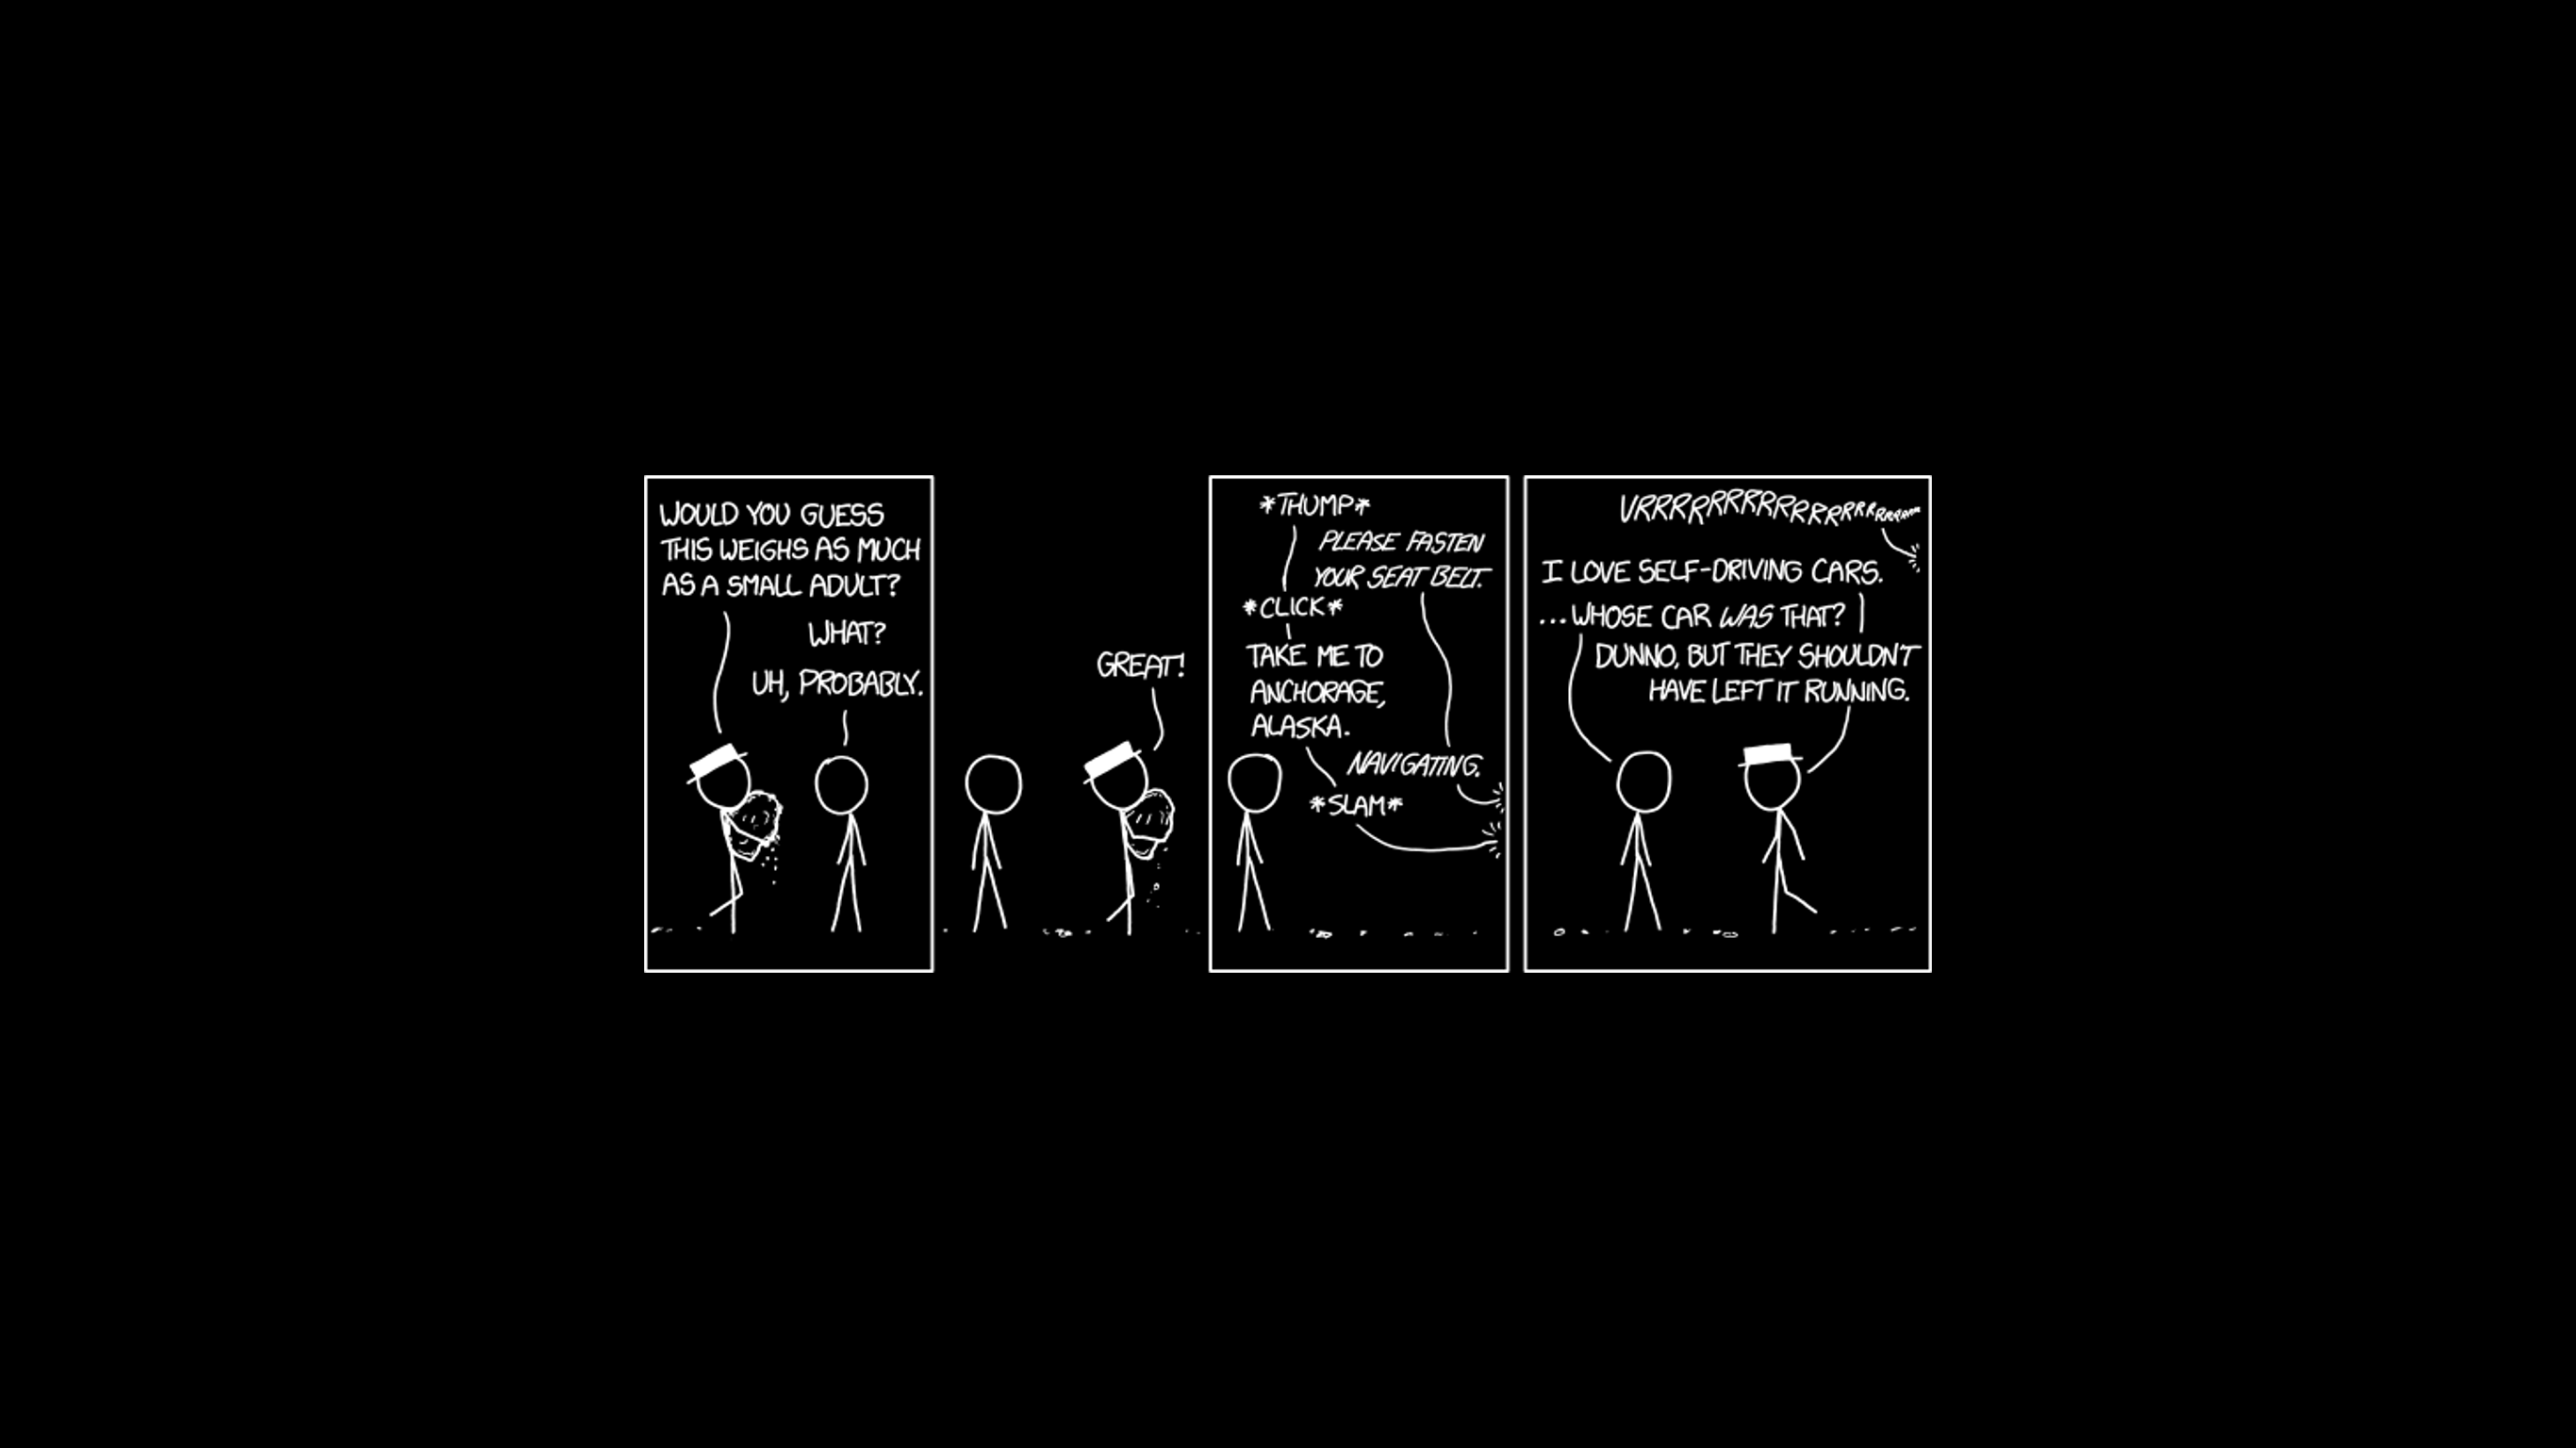 WOULD YOU GUESS
THIS WEIGHS AS MUCH
AS A SMALL ADULT?
WHAT?
UH, PROBABLY.
GREAT!
*THUMP*
PLEASE FASTEN
YOUR SEAT BELT.
*CLICK*
TAKE ME TO
ANCHORAGE,
ALASKA.
NAVIGATING.
*SLAM*
VRRRRRRRRRRRRRRRRRRRRRR
I LOVE SELF-DRIVING CARS.
...WHOSE CAR WAS THAT?
DUNNO, BUT THEY SHOULDN'T
HAVE LEFT IT RUNNING.